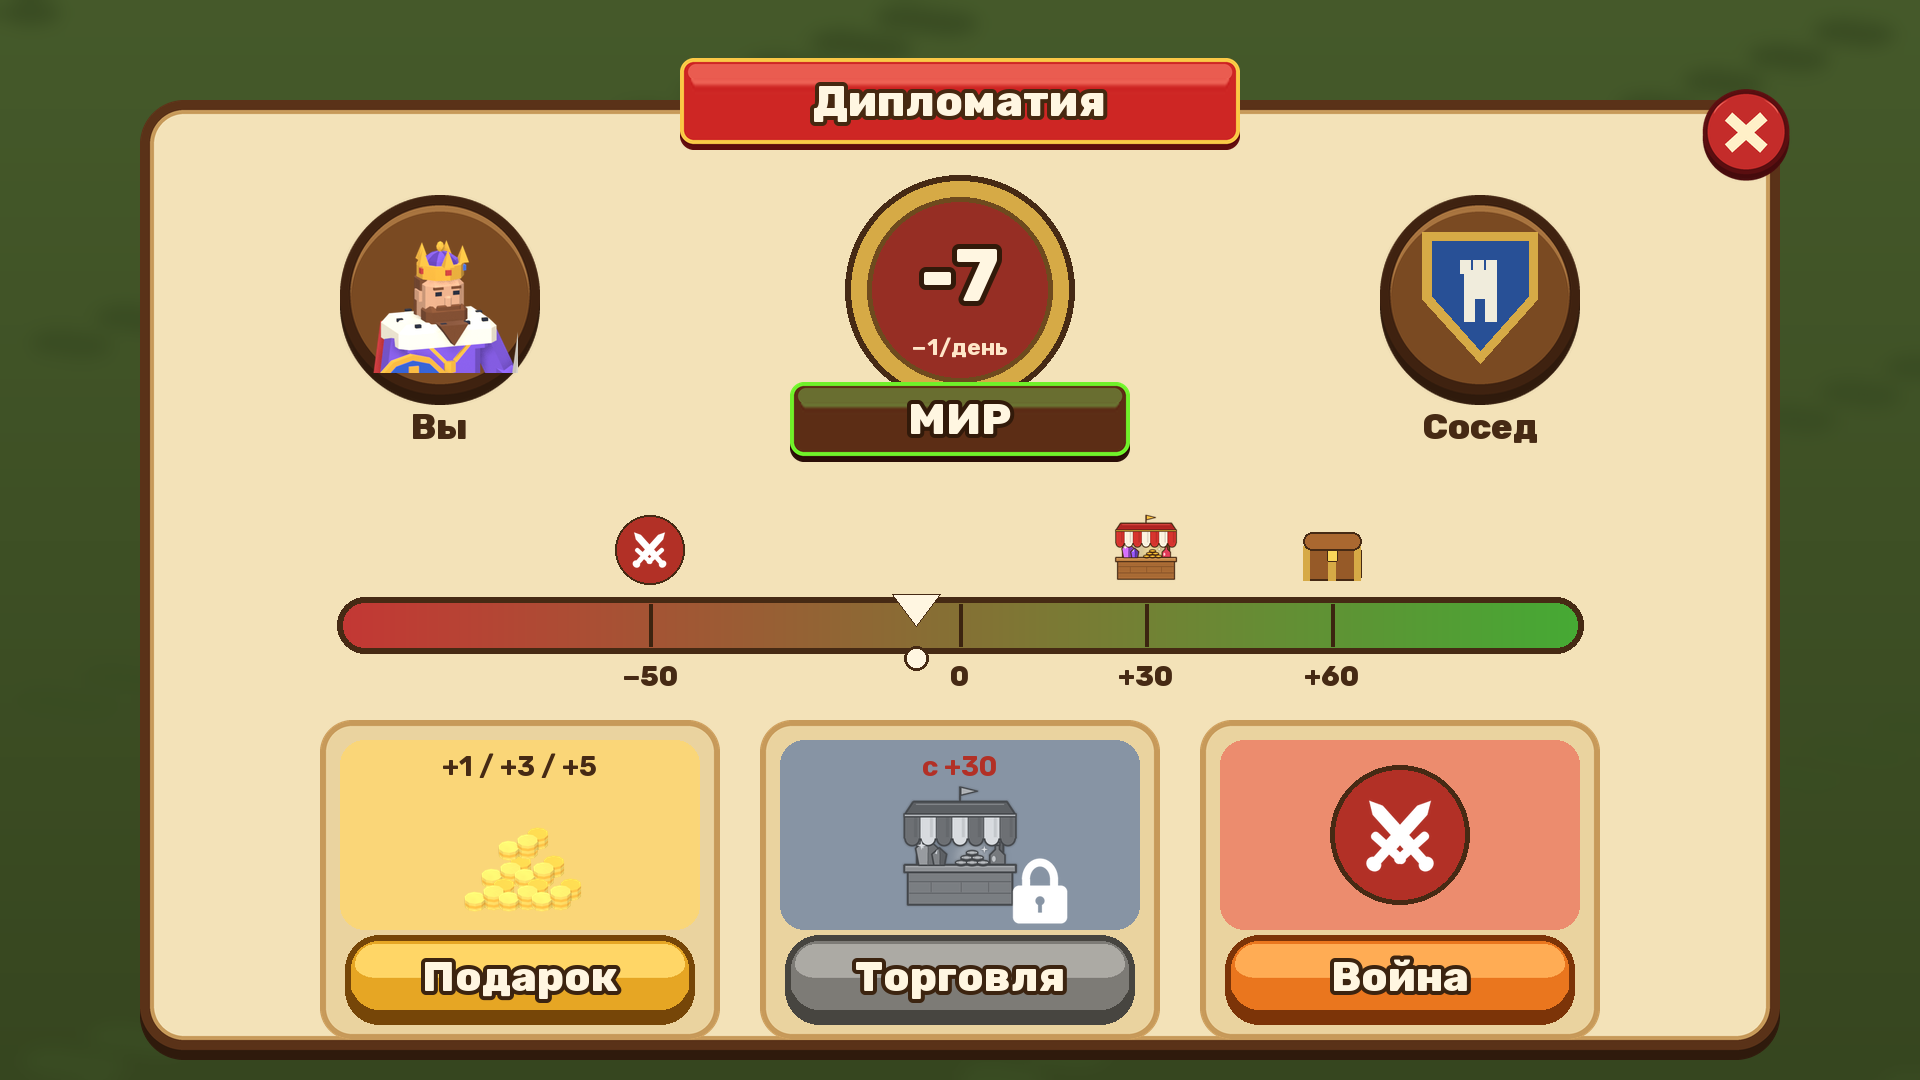 Дипломатия
-7
−1/день
МИР
Вы
Сосед
−50
0
+30
+60
+1 / +3 / +5
с +30
Подарок
Торговля
Война